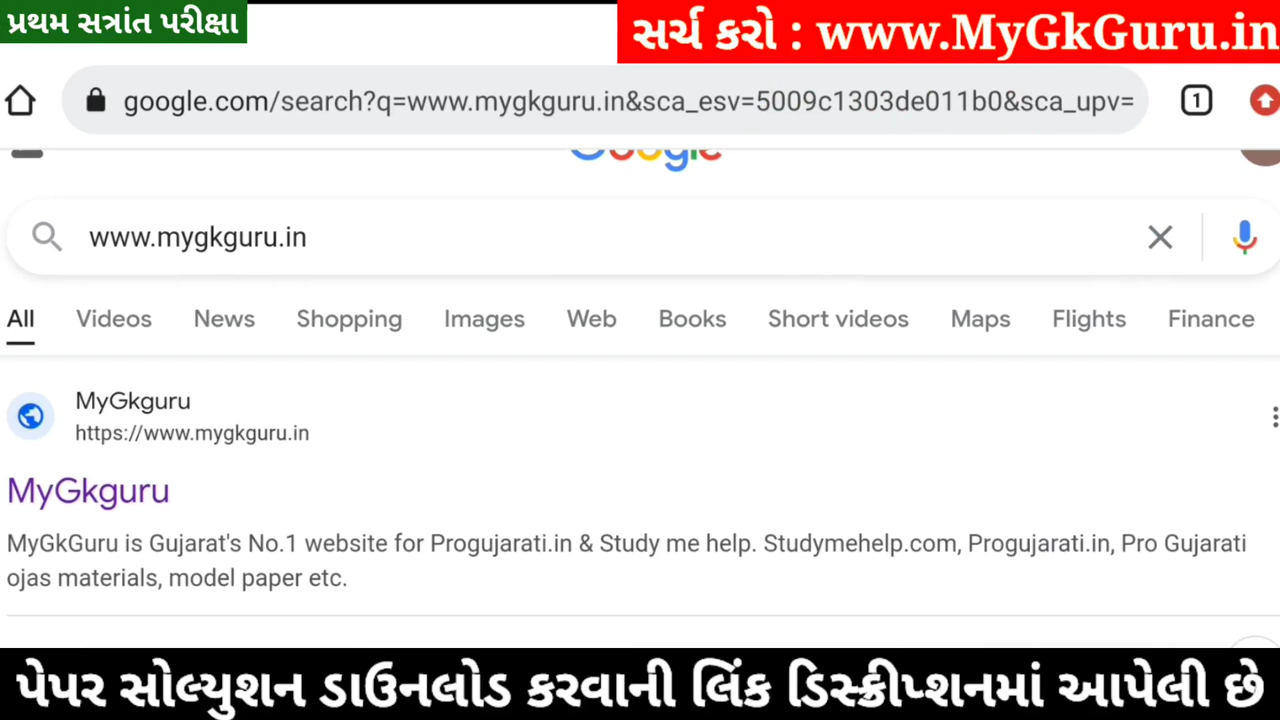 પ્રથમ સત્રાંત પરીક્ષા
સર્ચ કરો : www.MyGkGuru.in
google.com/search?q=www.mygkguru.in&sca_esv=5009c1303de011b0&sca_upv=
1
Google
www.mygkguru.in
All Videos News Shopping Images Web Books Short videos Maps Flights Finance
MyGkguru
https://www.mygkguru.in
MyGkguru
MyGkGuru is Gujarat's No.1 website for Progujarati.in & Study me help. Studymehelp.com, Progujarati.in, Pro Gujarati
ojas materials, model paper etc.
પેપર સોલ્યુશન ડાઉનલોડ કરવાની લિંક ડિસ્ક્રીપ્શનમાં આપેલી છે